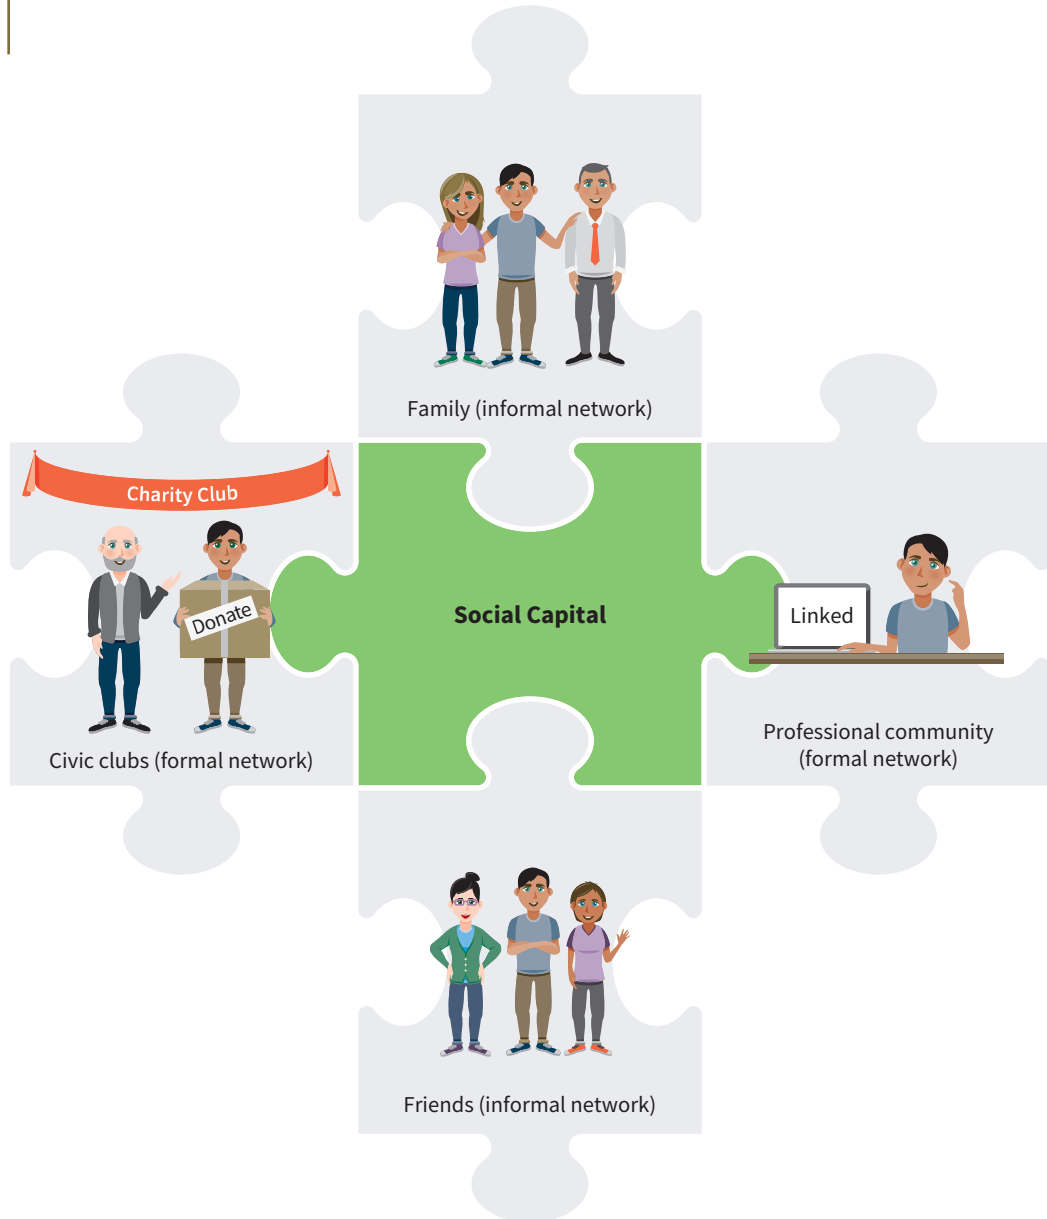 Family (informal network)
Charity Club
Donate
Civic clubs (formal network)
Social Capital
Linked
Professional community
(formal network)
Friends (informal network)